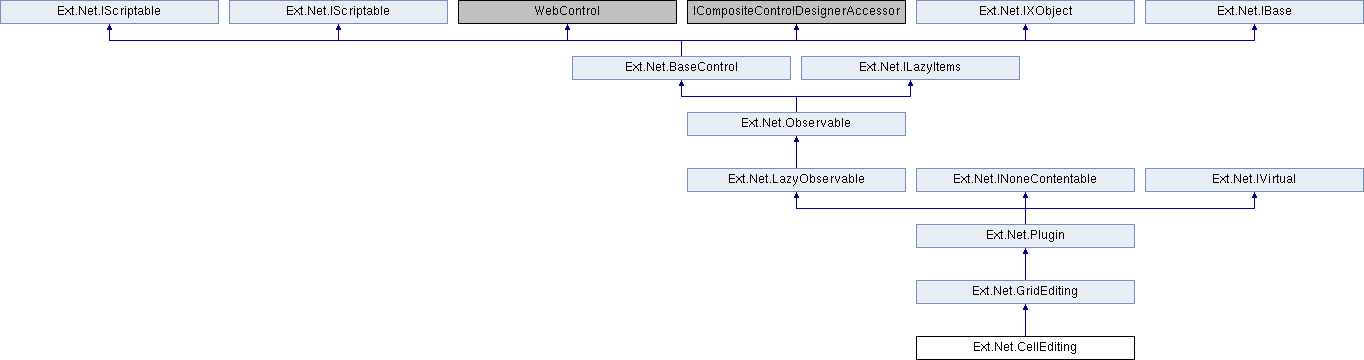 Ext.Net.IScriptable
Ext.Net.IScriptable
WebControl
ICompositeControlDesignerAccessor
Ext.Net.IXObject
Ext.Net.IBase
Ext.Net.BaseControl
Ext.Net.ILazyItems
Ext.Net.Observable
Ext.Net.LazyObservable
Ext.Net.INoneContentable
Ext.Net.IVirtual
Ext.Net.Plugin
Ext.Net.GridEditing
Ext.Net.CellEditing